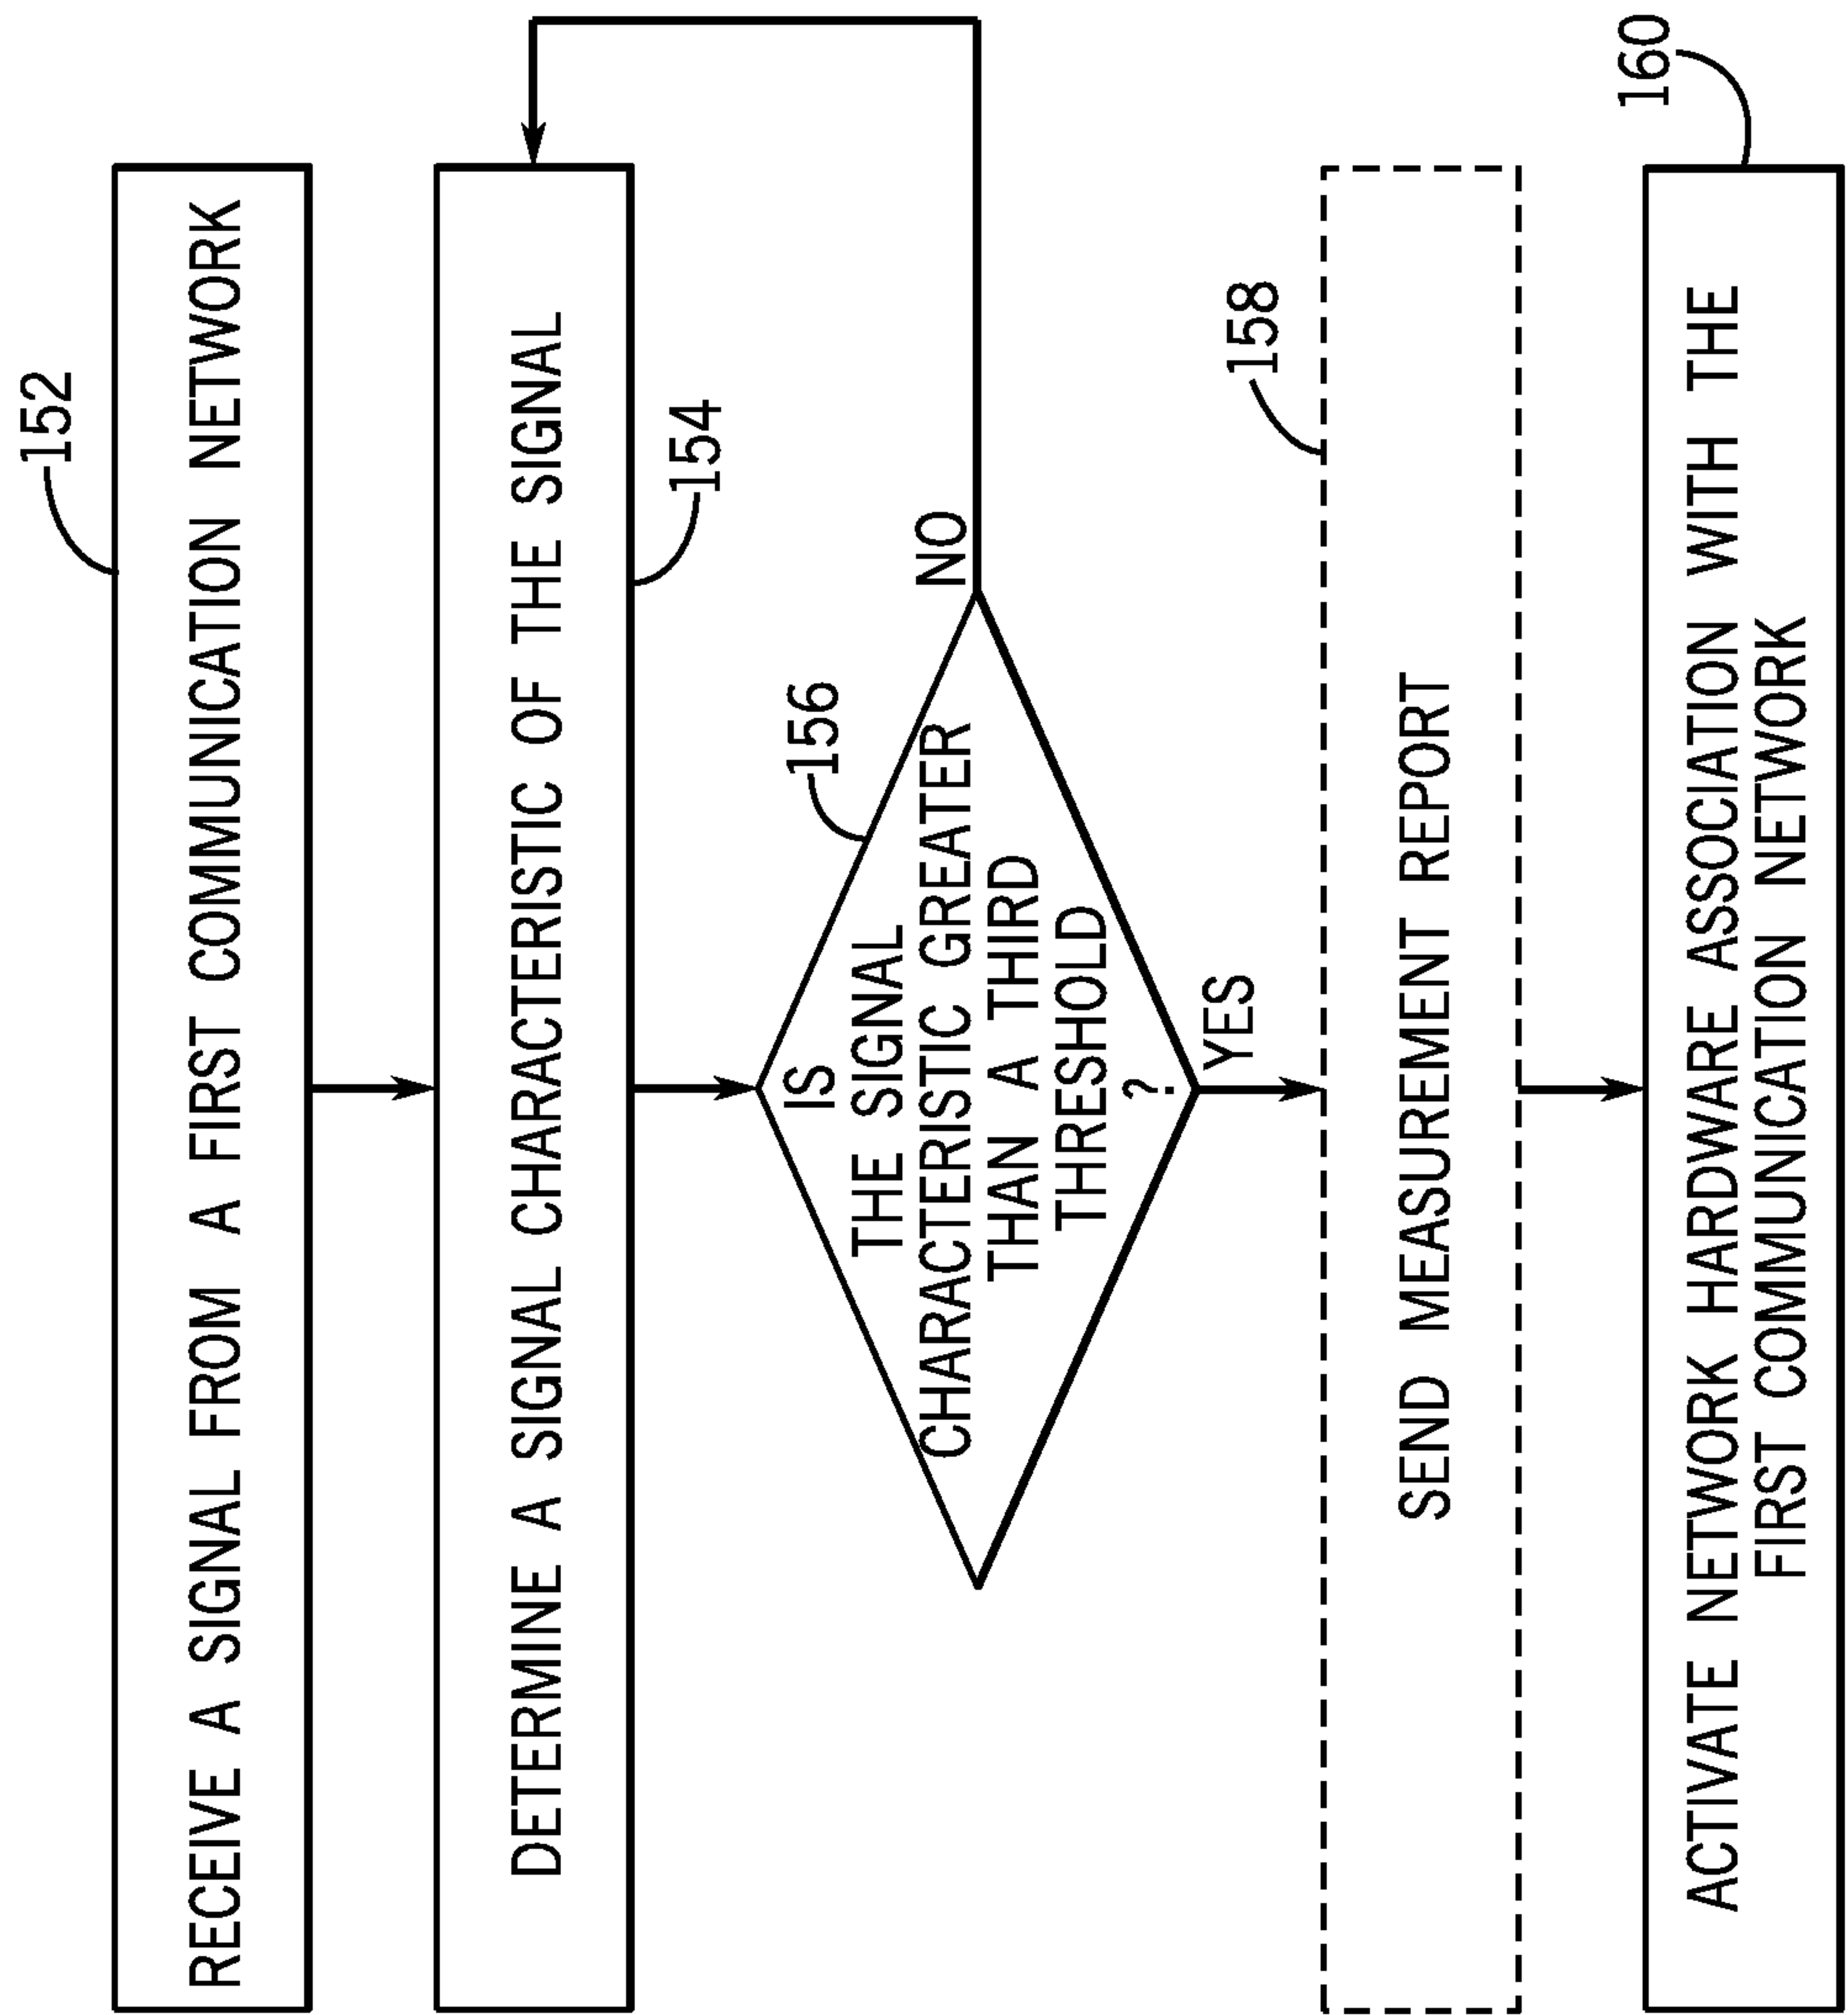 152
RECEIVE A SIGNAL FROM A FIRST COMMUNICATION NETWORK
DETERMINE A SIGNAL CHARACTERISTIC OF THE SIGNAL
154
156
IS
THE SIGNAL
CHARACTERISTIC GREATER
THAN A THIRD
THRESHOLD
?
NO
YES
158
SEND MEASUREMENT REPORT
160
ACTIVATE NETWORK HARDWARE ASSOCIATION WITH THE
FIRST COMMUNICATION NETWORK